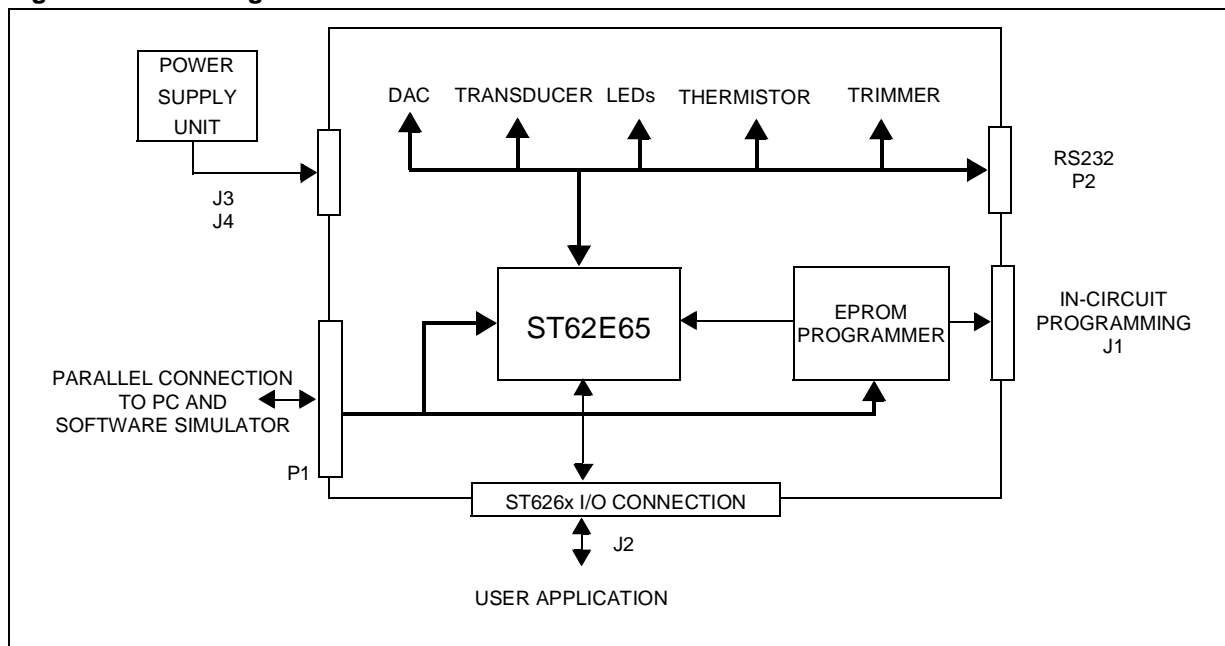 POWER
SUPPLY
UNIT
DAC
TRANSDUCER
LEDs
THERMISTOR
TRIMMER
J3
J4
RS232
P2
ST62E65
EPROM
PROGRAMMER
IN-CIRCUIT
PROGRAMMING
J1
PARALLEL CONNECTION
TO PC AND
SOFTWARE SIMULATOR
P1
ST626x I/O CONNECTION
J2
USER APPLICATION